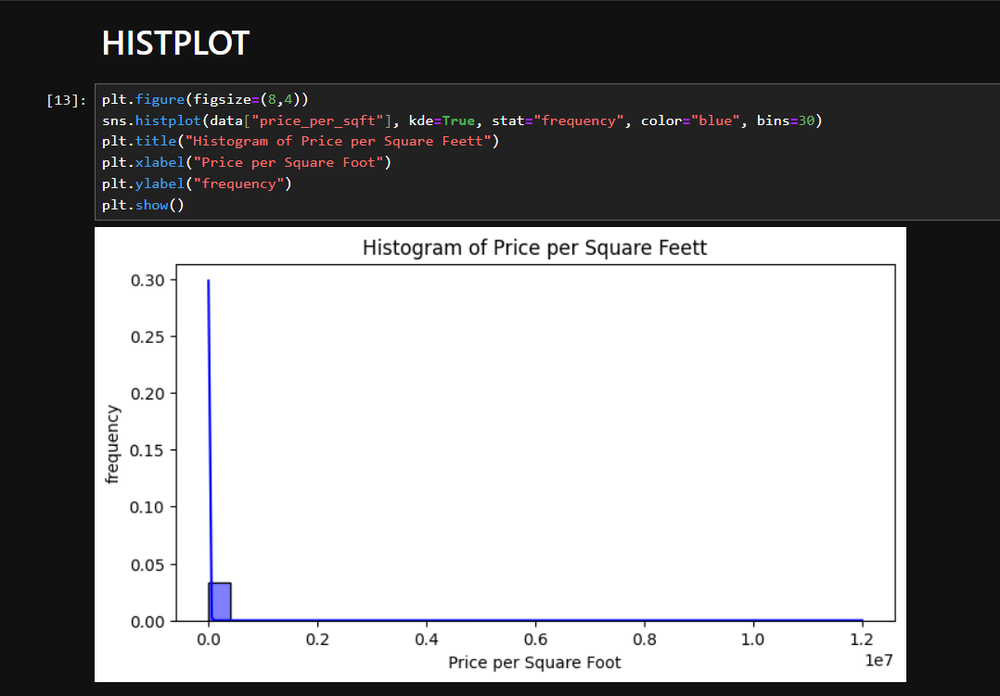 HISTPLOT
[13]:
plt.figure(figsize=(8,4))
sns.histplot(data["price_per_sqft"], kde=True, stat="frequency", color="blue", bins=30)
plt.title("Histogram of Price per Square Feett")
plt.xlabel("Price per Square Foot")
plt.ylabel("frequency")
plt.show()
Histogram of Price per Square Feett
0.30
0.25
0.20
0.15
0.10
0.05
0.00
frequency
0.0 0.2 0.4 0.6 0.8 1.0 1.2
1e7
Price per Square Foot